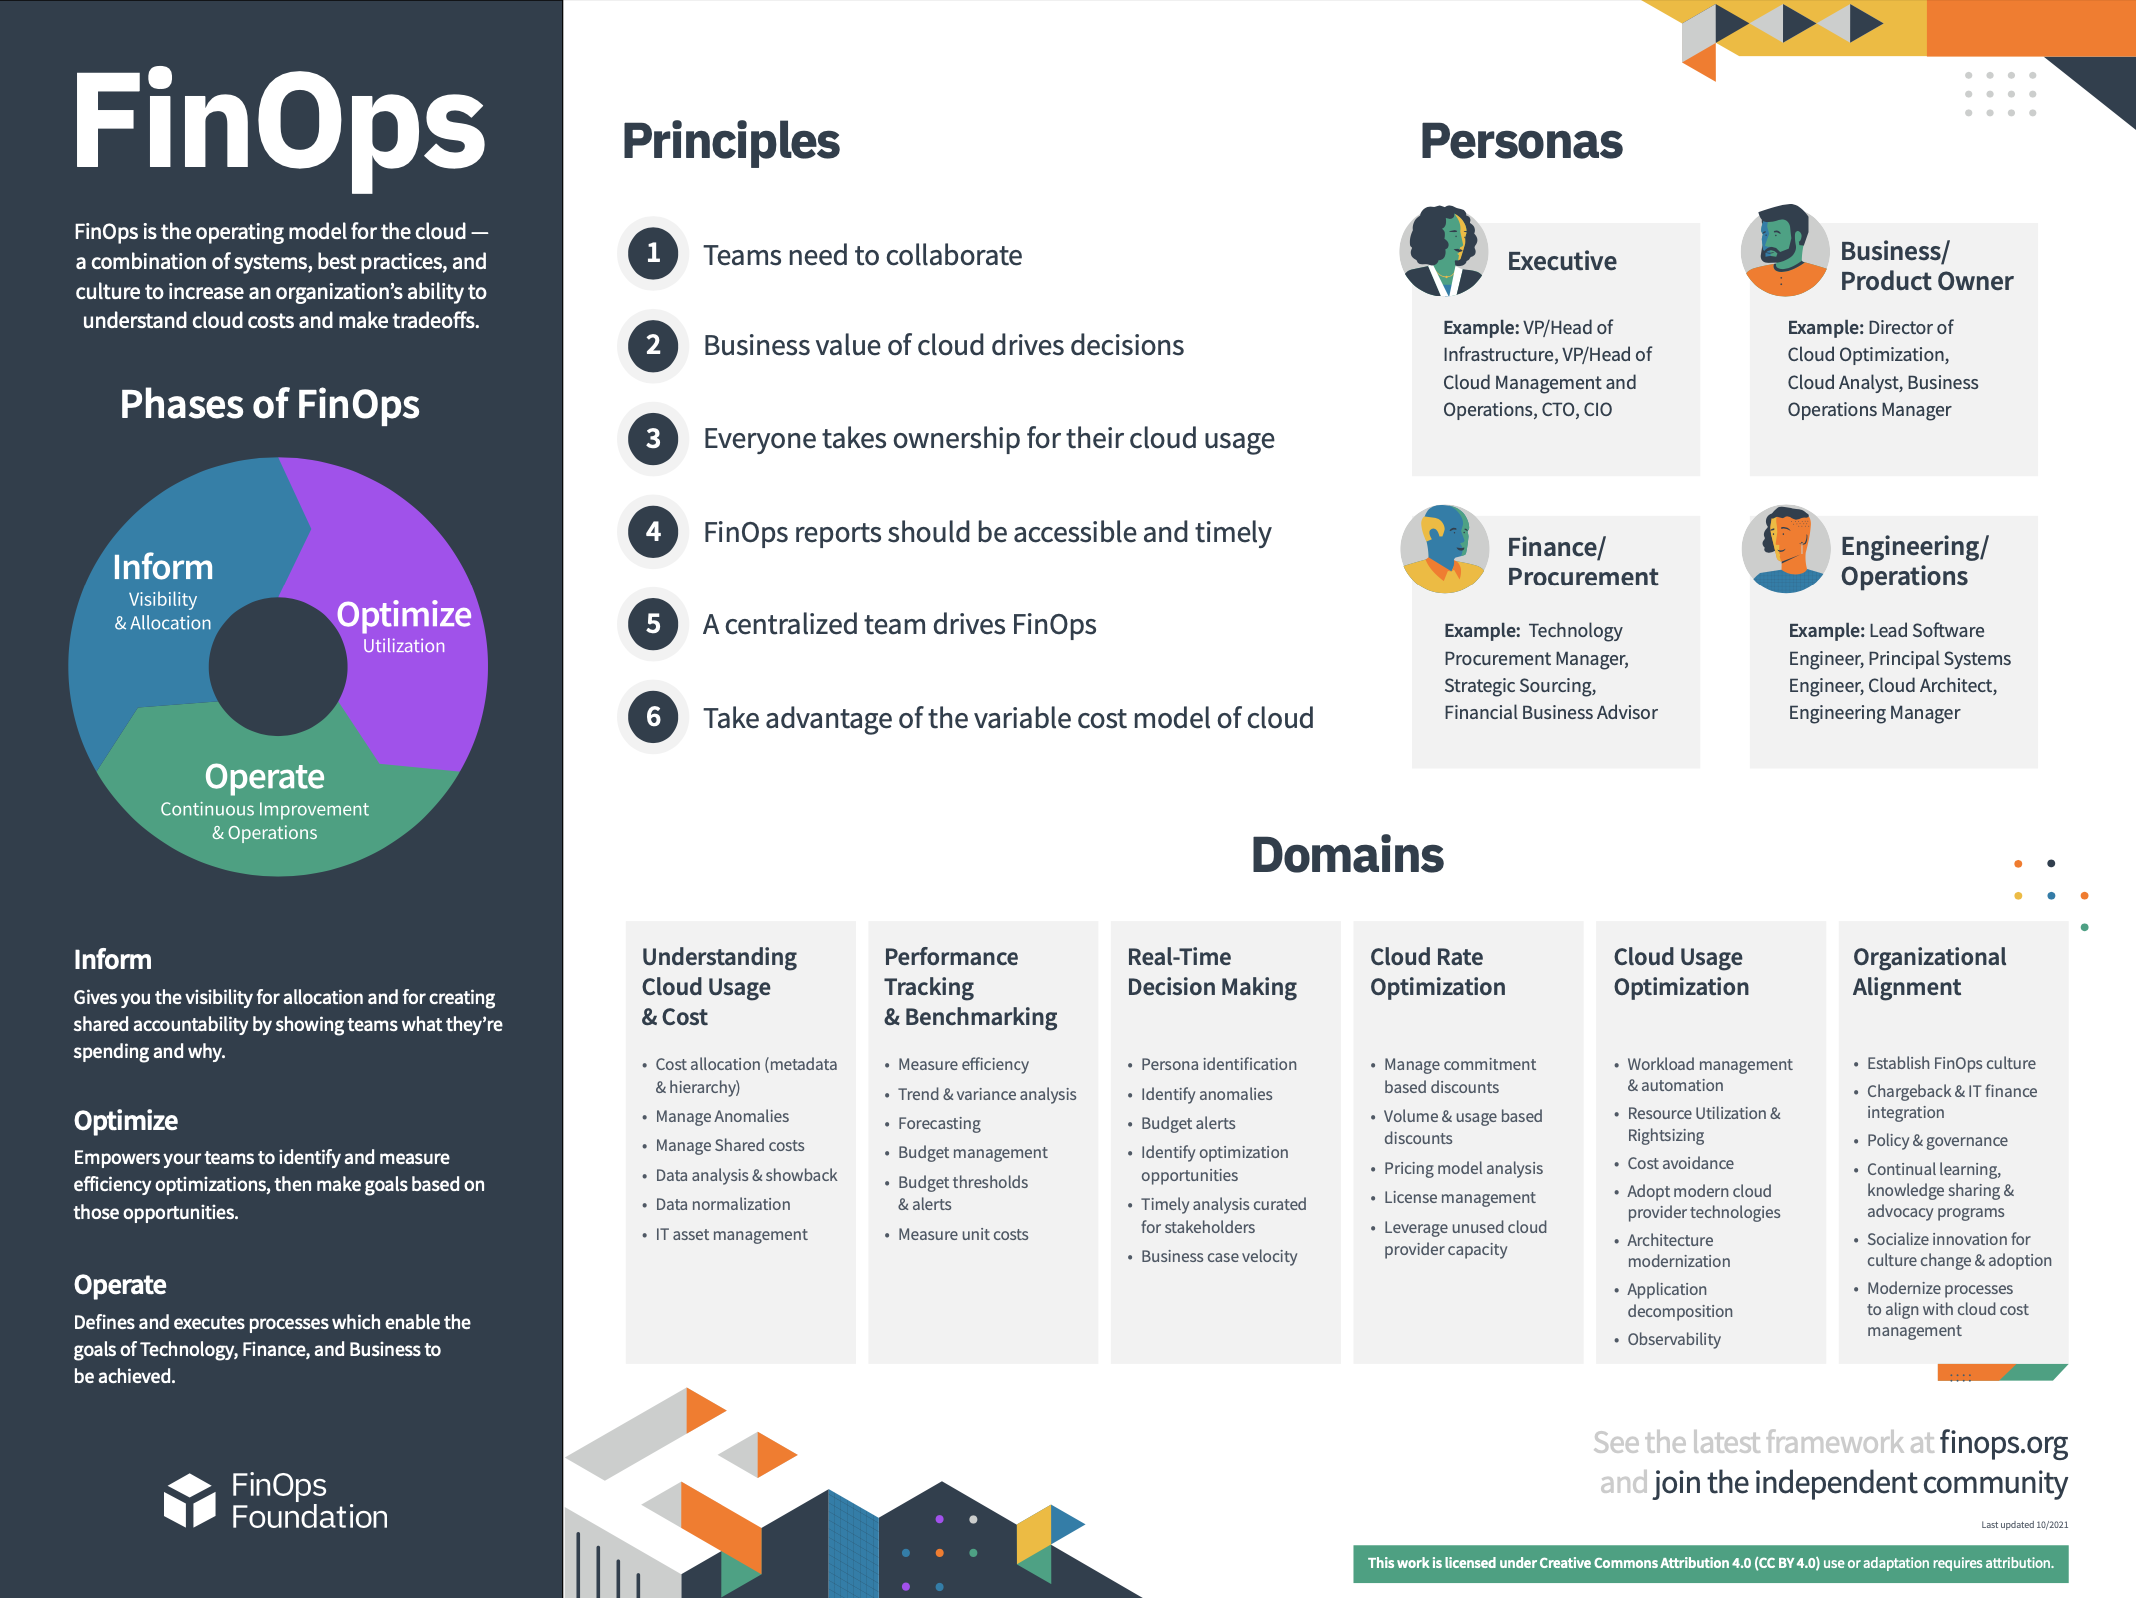 FinOps
FinOps is the operating model for the cloud —
a combination of systems, best practices, and
culture to increase an organization’s ability to
understand cloud costs and make tradeoffs.
Phases of FinOps
Inform
Visibility
& Allocation
Optimize
Utilization
Operate
Continuous Improvement
& Operations
Inform
Gives you the visibility for allocation and for creating
shared accountability by showing teams what they’re
spending and why.
Optimize
Empowers your teams to identify and measure
efficiency optimizations, then make goals based on
those opportunities.
Operate
Defines and executes processes which enable the
goals of Technology, Finance, and Business to
be achieved.
FinOps
Foundation
Principles
1 Teams need to collaborate
2 Business value of cloud drives decisions
3 Everyone takes ownership for their cloud usage
4 FinOps reports should be accessible and timely
5 A centralized team drives FinOps
6 Take advantage of the variable cost model of cloud
Personas
Executive
Example: VP/Head of
Infrastructure, VP/Head of
Cloud Management and
Operations, CTO, CIO
Business/
Product Owner
Example: Director of
Cloud Optimization,
Cloud Analyst, Business
Operations Manager
Finance/
Procurement
Example: Technology
Procurement Manager,
Strategic Sourcing,
Financial Business Advisor
Engineering/
Operations
Example: Lead Software
Engineer, Principal Systems
Engineer, Cloud Architect,
Engineering Manager
Domains
Understanding
Cloud Usage
& Cost
• Cost allocation (metadata
& hierarchy)
• Manage Anomalies
• Manage Shared costs
• Data analysis & showback
• Data normalization
• IT asset management
Performance
Tracking
& Benchmarking
• Measure efficiency
• Trend & variance analysis
• Forecasting
• Budget management
• Budget thresholds
& alerts
• Measure unit costs
Real-Time
Decision Making
• Persona identification
• Identify anomalies
• Budget alerts
• Identify optimization
opportunities
• Timely analysis curated
for stakeholders
• Business case velocity
Cloud Rate
Optimization
• Manage commitment
based discounts
• Volume & usage based
discounts
• Pricing model analysis
• License management
• Leverage unused cloud
provider capacity
Cloud Usage
Optimization
• Workload management
& automation
• Resource Utilization &
Rightsizing
• Cost avoidance
• Adopt modern cloud
provider technologies
• Architecture
modernization
• Application
decomposition
• Observability
Organizational
Alignment
• Establish FinOps culture
• Chargeback & IT finance
integration
• Policy & governance
• Continual learning,
knowledge sharing &
advocacy programs
• Socialize innovation for
culture change & adoption
• Modernize processes
to align with cloud cost
management
See the latest framework at finops.org
and join the independent community
Last updated 10/2021
This work is licensed under Creative Commons Attribution 4.0 (CC BY 4.0) use or adaptation requires attribution.